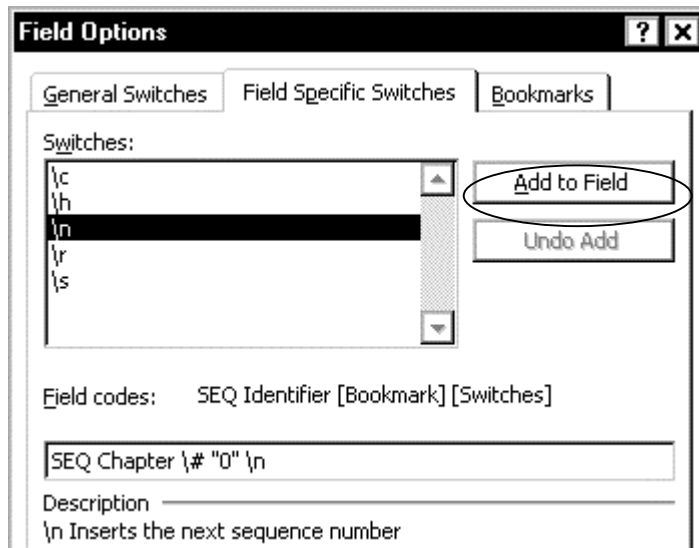 Field Options
General Switches Field Specific Switches Bookmarks
Switches:
\c
\h
\n
\r
\s
Add to Field
Undo Add
Field codes: SEQ Identifier [Bookmark] [Switches]
SEQ Chapter \# "0" \n
Description
\n Inserts the next sequence number